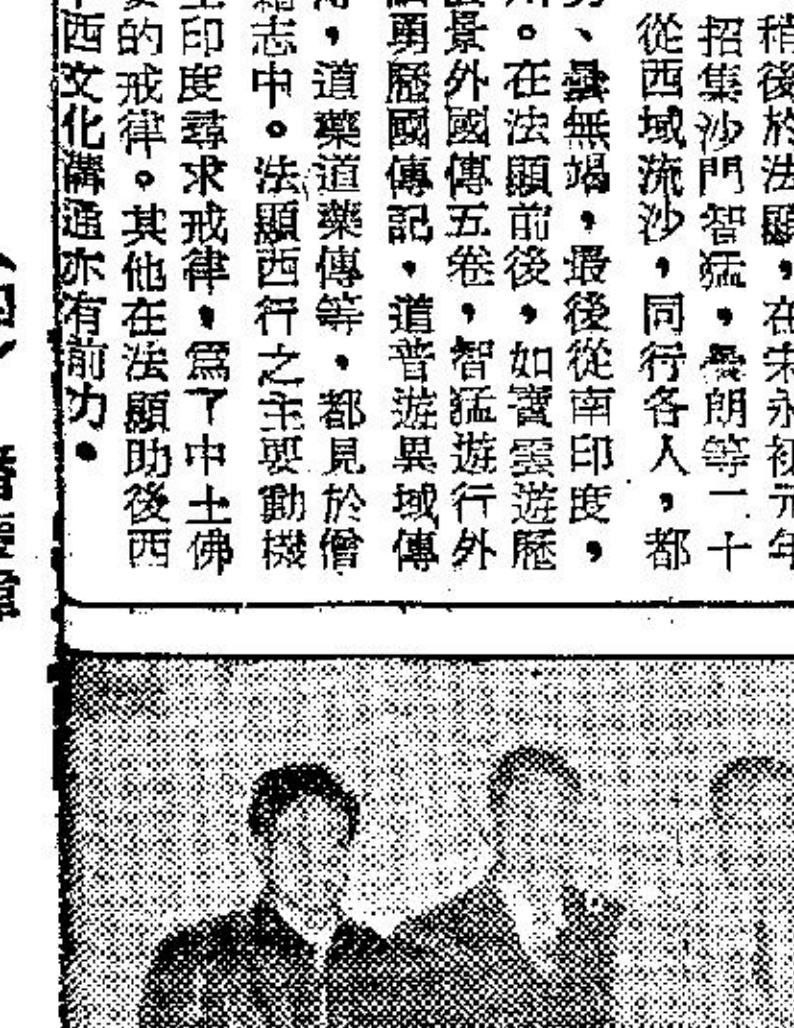 稍後於法顯，在宋永初元年
招集沙門智猛，曇朗等二十
從西域流沙，同行各人，都
、曇無竭，最後從南印度，
。在法顯前後，如寶雲遊歷
景外國傳五卷，智猛遊行外
勇歷國傳記，道普遊異域傳
，道藥道藥傳等，都見於僧
志中。法顯西行之主要動機
印度尋求戒律，為了中土佛
的戒律。其他在法顯助後西
西文化溝通亦有前力。